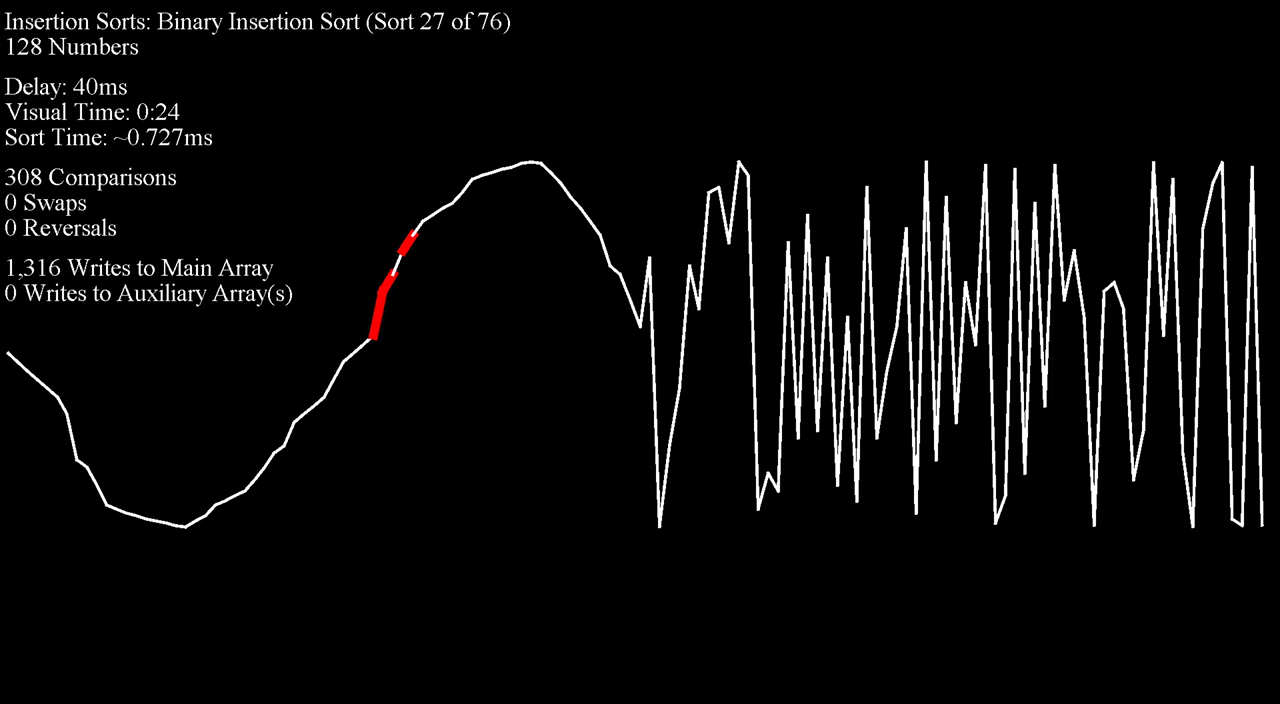 Insertion Sorts: Binary Insertion Sort (Sort 27 of 76)
128 Numbers
Delay: 40ms
Visual Time: 0:24
Sort Time: ~0.727ms
308 Comparisons
0 Swaps
0 Reversals
1,316 Writes to Main Array
0 Writes to Auxiliary Array(s)